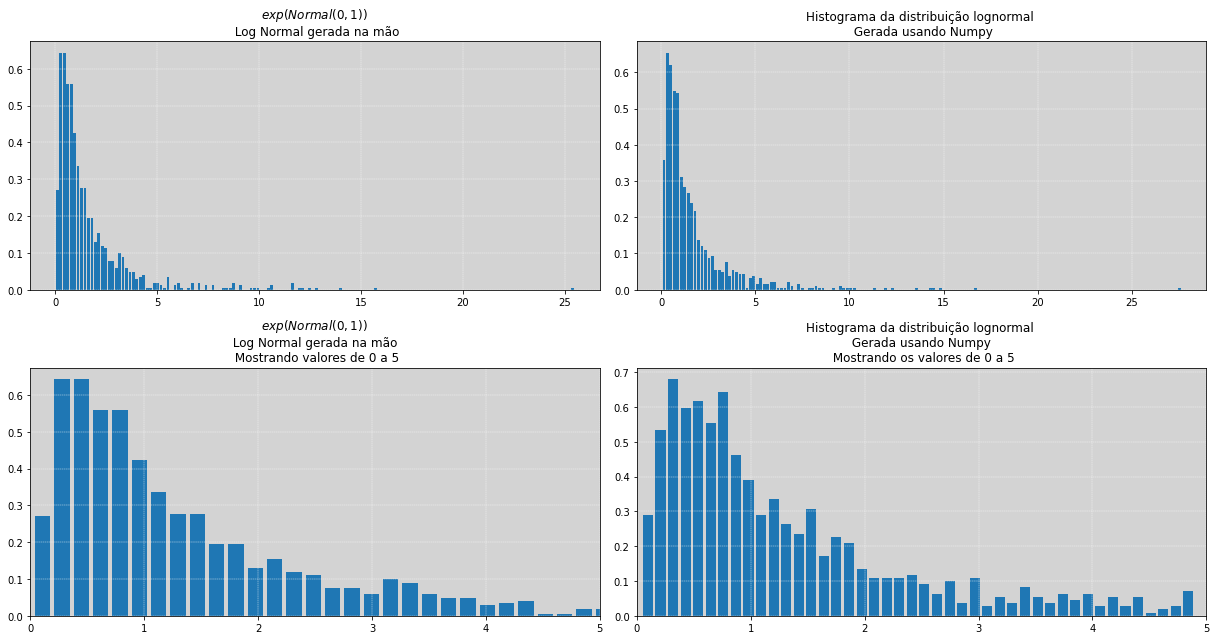 exp(Normal(0, 1))
Log Normal gerada na mão
0.6
0.5
0.4
0.3
0.2
0.1
0.0
0 5 10 15 20 25
Histograma da distribuição lognormal
Gerada usando Numpy
0.6
0.5
0.4
0.3
0.2
0.1
0.0
0 5 10 15 20 25
exp(Normal(0, 1))
Log Normal gerada na mão
Mostrando valores de 0 a 5
0.6
0.5
0.4
0.3
0.2
0.1
0.0
0 1 2 3 4 5
Histograma da distribuição lognormal
Gerada usando Numpy
Mostrando os valores de 0 a 5
0.7
0.6
0.5
0.4
0.3
0.2
0.1
0.0
0 1 2 3 4 5